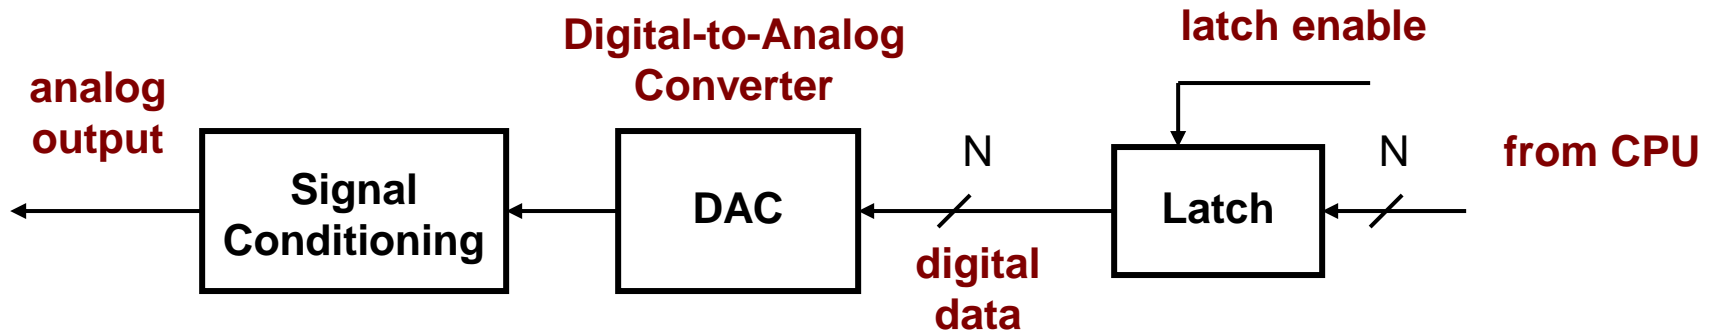 analog
output
Signal
Conditioning
Digital-to-Analog
Converter
DAC
N
digital
data
latch enable
Latch
N
from CPU